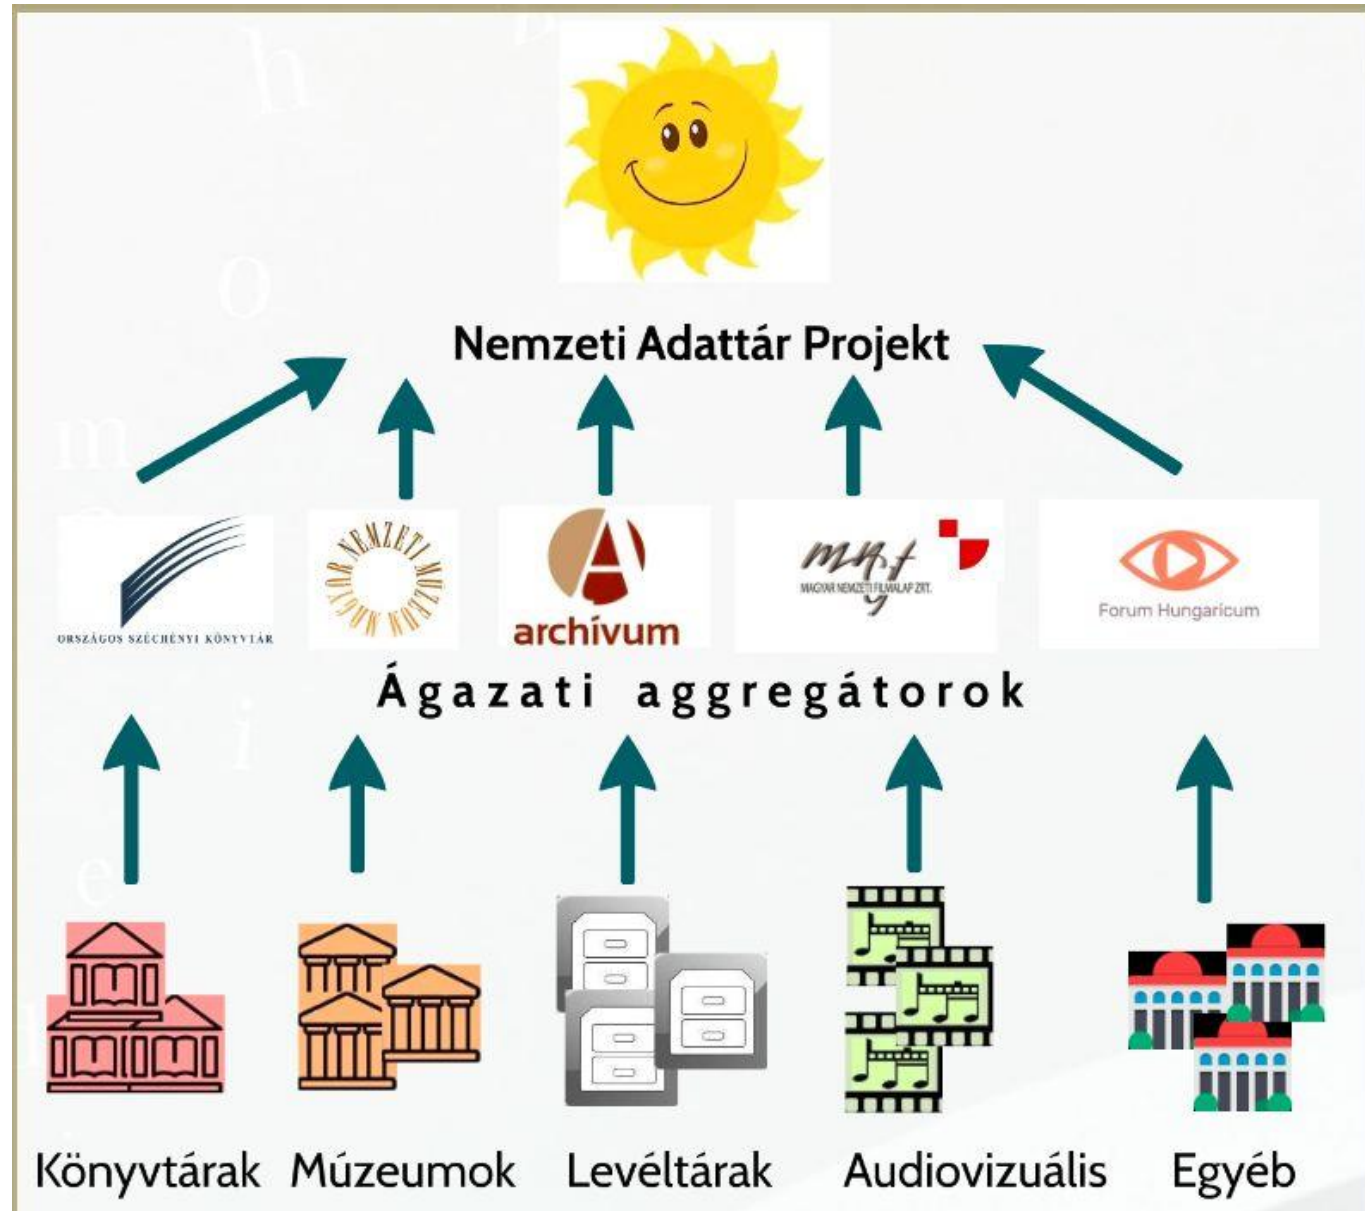 Nemzeti Adattár Projekt
ORSZÁGOS SZÉCHÉNYI KÖNYVTÁR
MAGYAR NEMZETI MÚZEUM
A
archívum
mnf
MAGYAR NEMZETI FILMALAP ZRT.
Forum Hungaricum
Ágazati aggregátorok
Könyvtárak Múzeumok Levéltárak Audiovizuális Egyéb
h
o
m
i
e